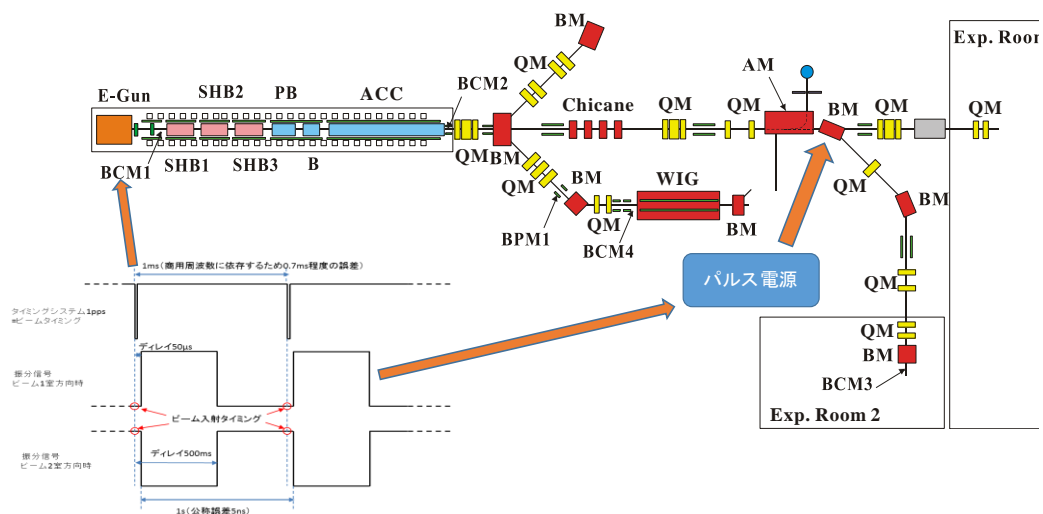 BM
Exp. Room
QM
AM
BCM2
SHB2
PB
ACC
E-Gun
Chicane
QM
QM
BM
QM
QM
QM
BM
BCM1
SHB1
SHB3
B
QM
BM
WIG
QM
BM
BPM1
QM
BCM4
BM
1ms（商用周波数に依存するため0.7ms程度の誤差）
パルス電源
QM
タイミングシステム1pps
=ビームタイミング
ディレイ50μs
QM
BM
振分信号
ビーム1室方向時
BCM3
ビーム入射タイミング
Exp. Room 2
振分信号
ビーム2室方向時
ディレイ500ms
1s（公称誤差5ns）